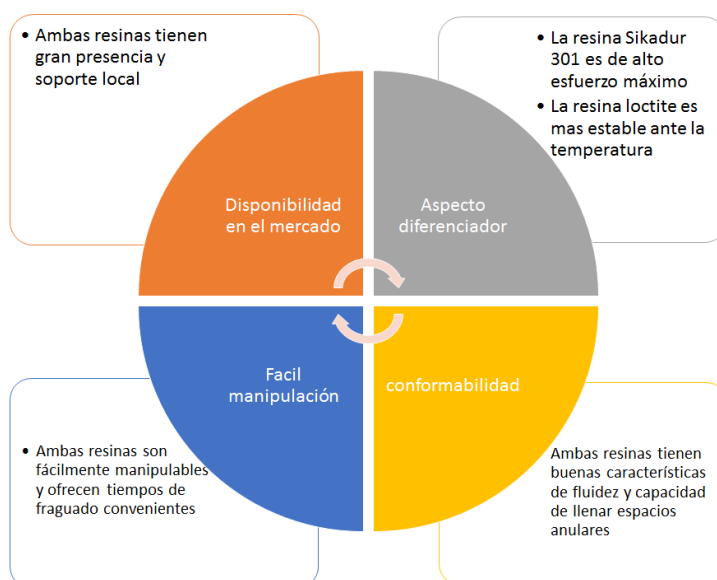 • Ambas resinas tienen
gran presencia y
soporte local
• La resina Sikadur
301 es de alto
esfuerzo máximo
• La resina loctite es
mas estable ante la
temperatura
Disponibilidad
en el mercado
Aspecto
diferenciador
Facil
manipulación
conformabilidad
• Ambas resinas son
fácilmente manipulables
y ofrecen tiempos de
fraguado convenientes
Ambas resinas tienen
buenas características
de fluidez y capacidad
de llenar espacios
anulares